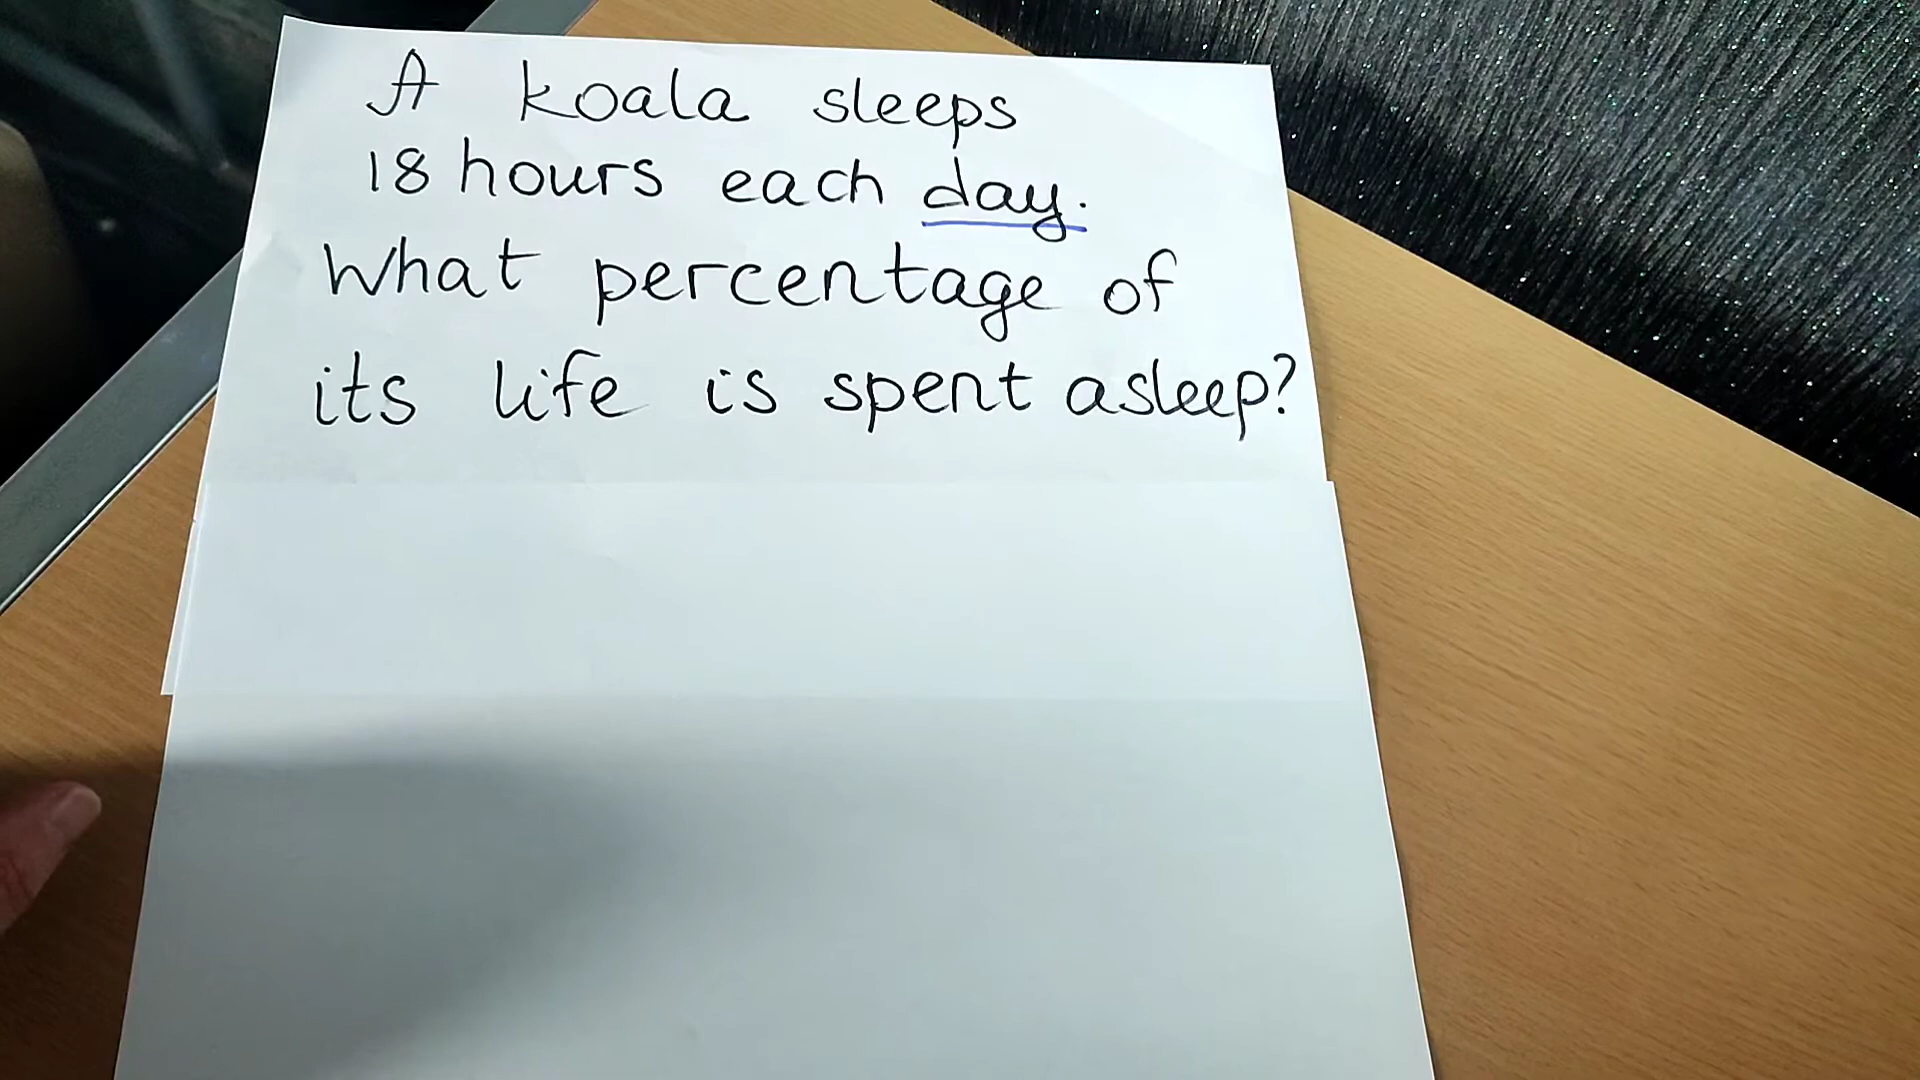 A koala sleeps
18 hours each day.
What percentage of
its life is spent asleep?